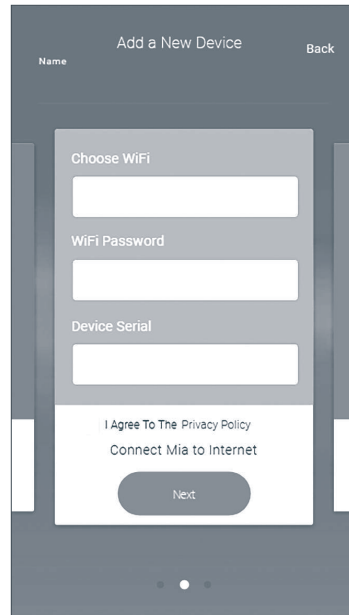 Add a New Device
Back
Name
Choose WiFi
WiFi Password
Device Serial
I Agree To The Privacy Policy
Connect Mia to Internet
Next